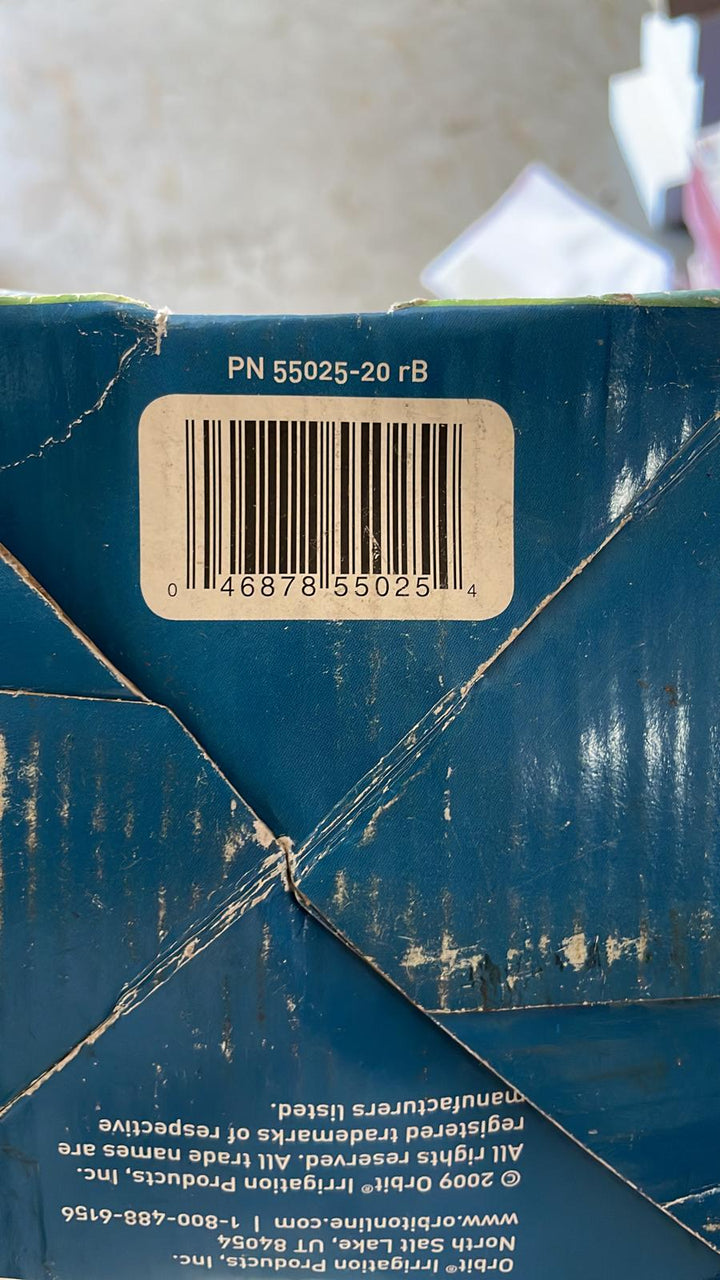 PN 55025-20 rB
0 46878 55025 4
Orbit® Irrigation Products, Inc.
North Salt Lake, UT 84054
www.orbitonline.com | 1-800-488-6156
© 2009 Orbit® Irrigation Products, Inc.
All rights reserved. All trade names are
registered trademarks of respective
manufacturers listed.